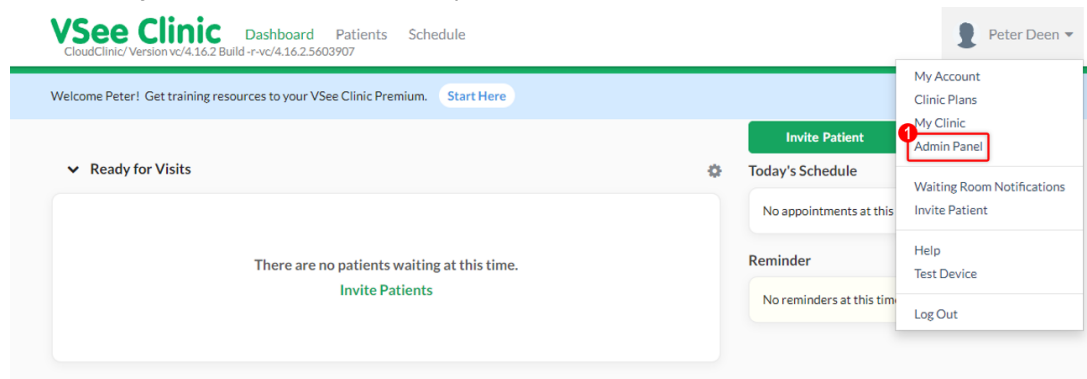 VSee Clinic
CloudClinic/ Version vc/4.16.2 Build -r-vc/4.16.2.5603907
Dashboard Patients Schedule
Peter Deen
Welcome Peter! Get training resources to your VSee Clinic Premium. Start Here
My Account
Clinic Plans
My Clinic
1
Admin Panel
Waiting Room Notifications
Invite Patient
Help
Test Device
Log Out
Ready for Visits
There are no patients waiting at this time.
Invite Patients
Invite Patient
Today's Schedule
No appointments at this
Reminder
No reminders at this time